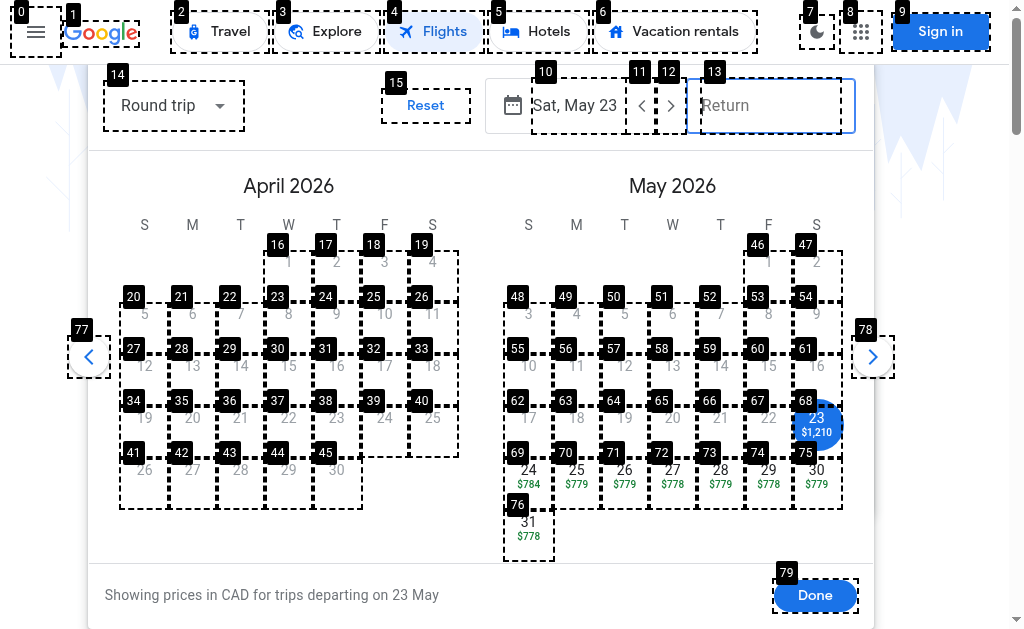 0 1 2 3 4 5 6 7 8 9
Google Travel Explore Flights Hotels Vacation rentals Sign in
14 15 10 11 12 13
Round trip Reset Sat, May 23 Return
April 2026 May 2026
S M T W T F S S M T W T F S
16 17 18 19 46 47
1 2 3 4 1 2
20 21 22 23 24 25 26 48 49 50 51 52 53 54
5 6 7 8 9 10 11 3 4 5 6 7 8 9
77 78
27 28 29 30 31 32 33 55 56 57 58 59 60 61
12 13 14 15 16 17 18 10 11 12 13 14 15 16
34 35 36 37 38 39 40 62 63 64 65 66 67 68
19 20 21 22 23 24 25 17 18 19 20 21 22 23
$1,210
41 42 43 44 45 69 70 71 72 73 74 75
26 27 28 29 30 24 25 26 27 28 29 30
$784 $779 $779 $778 $779 $778 $779
76
31
$778
79
Showing prices in CAD for trips departing on 23 May Done